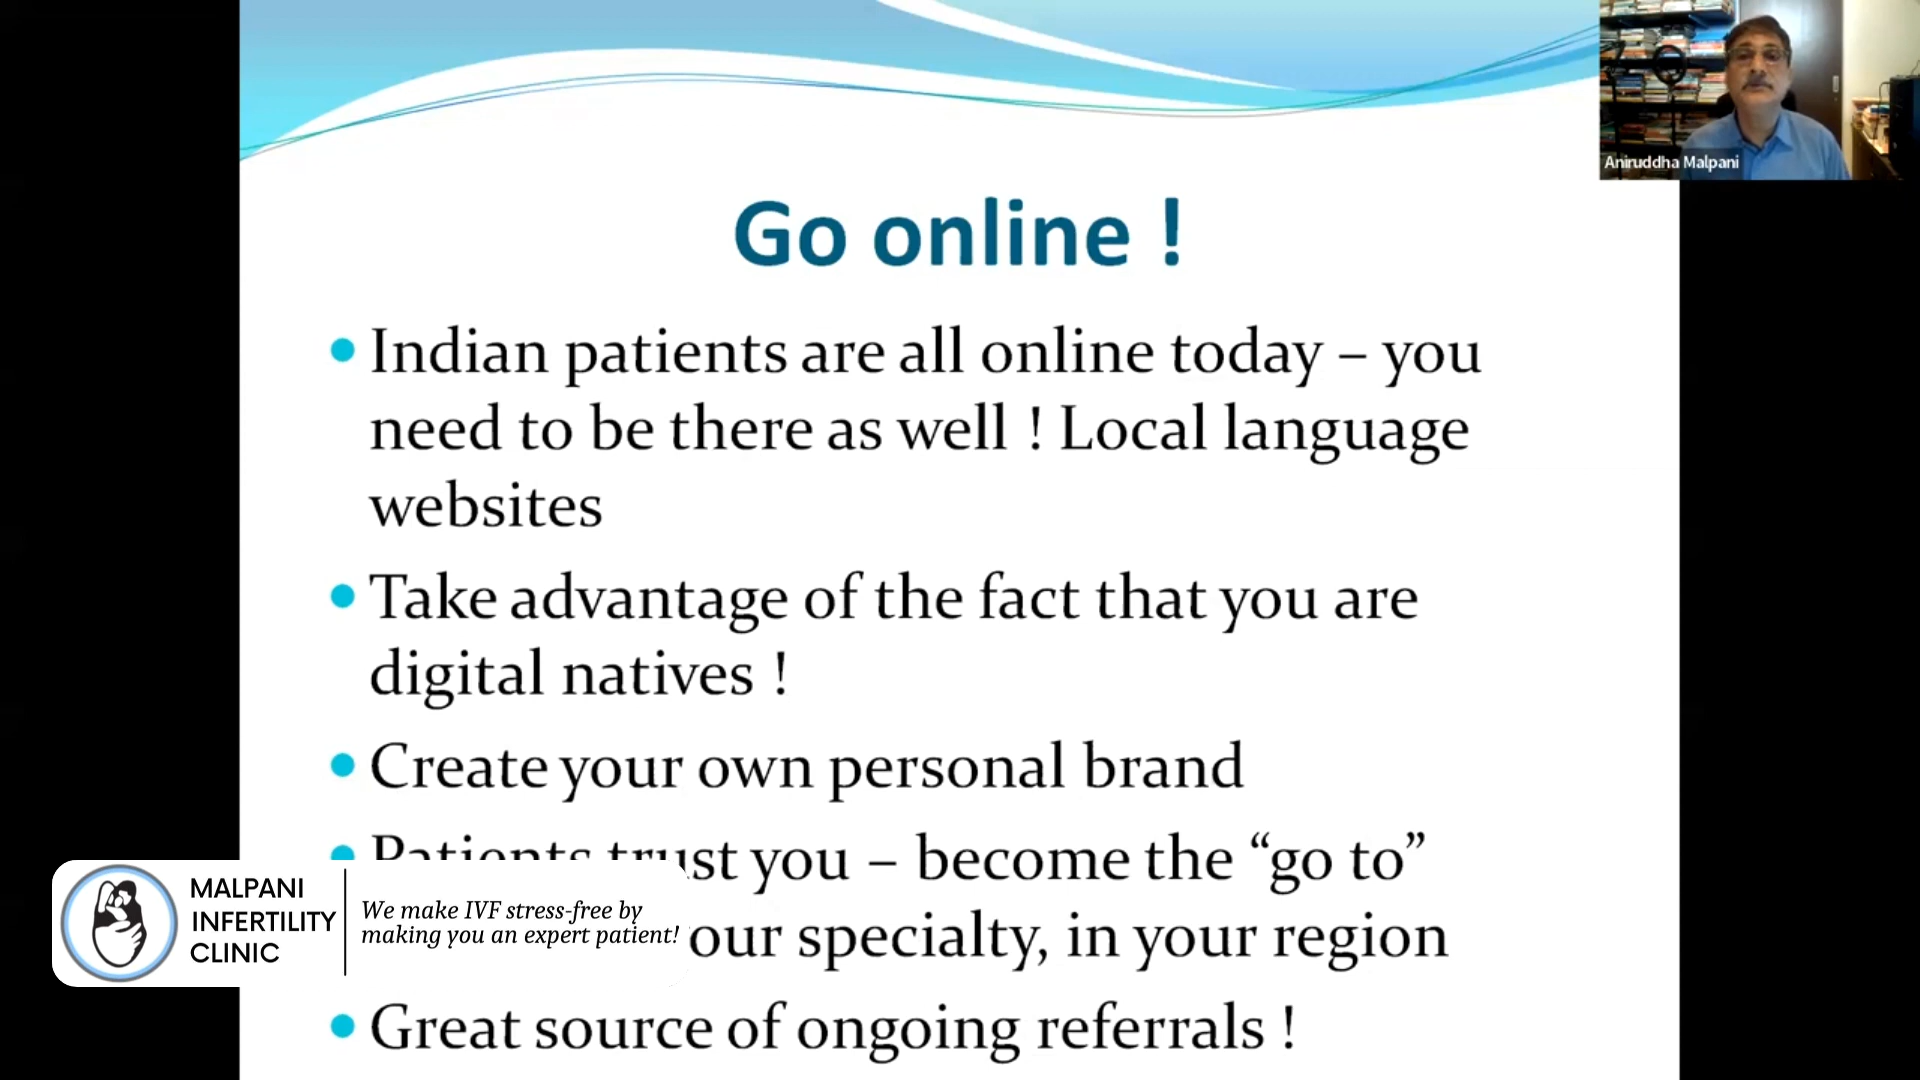 Aniruddha Malpani
Go online !
Indian patients are all online today – you
need to be there as well ! Local language
websites
Take advantage of the fact that you are
digital natives !
Create your own personal brand
Patients trust you – become the “go to”
our specialty, in your region
Great source of ongoing referrals !
MALPANI
INFERTILITY
CLINIC
We make IVF stress-free by
making you an expert patient!